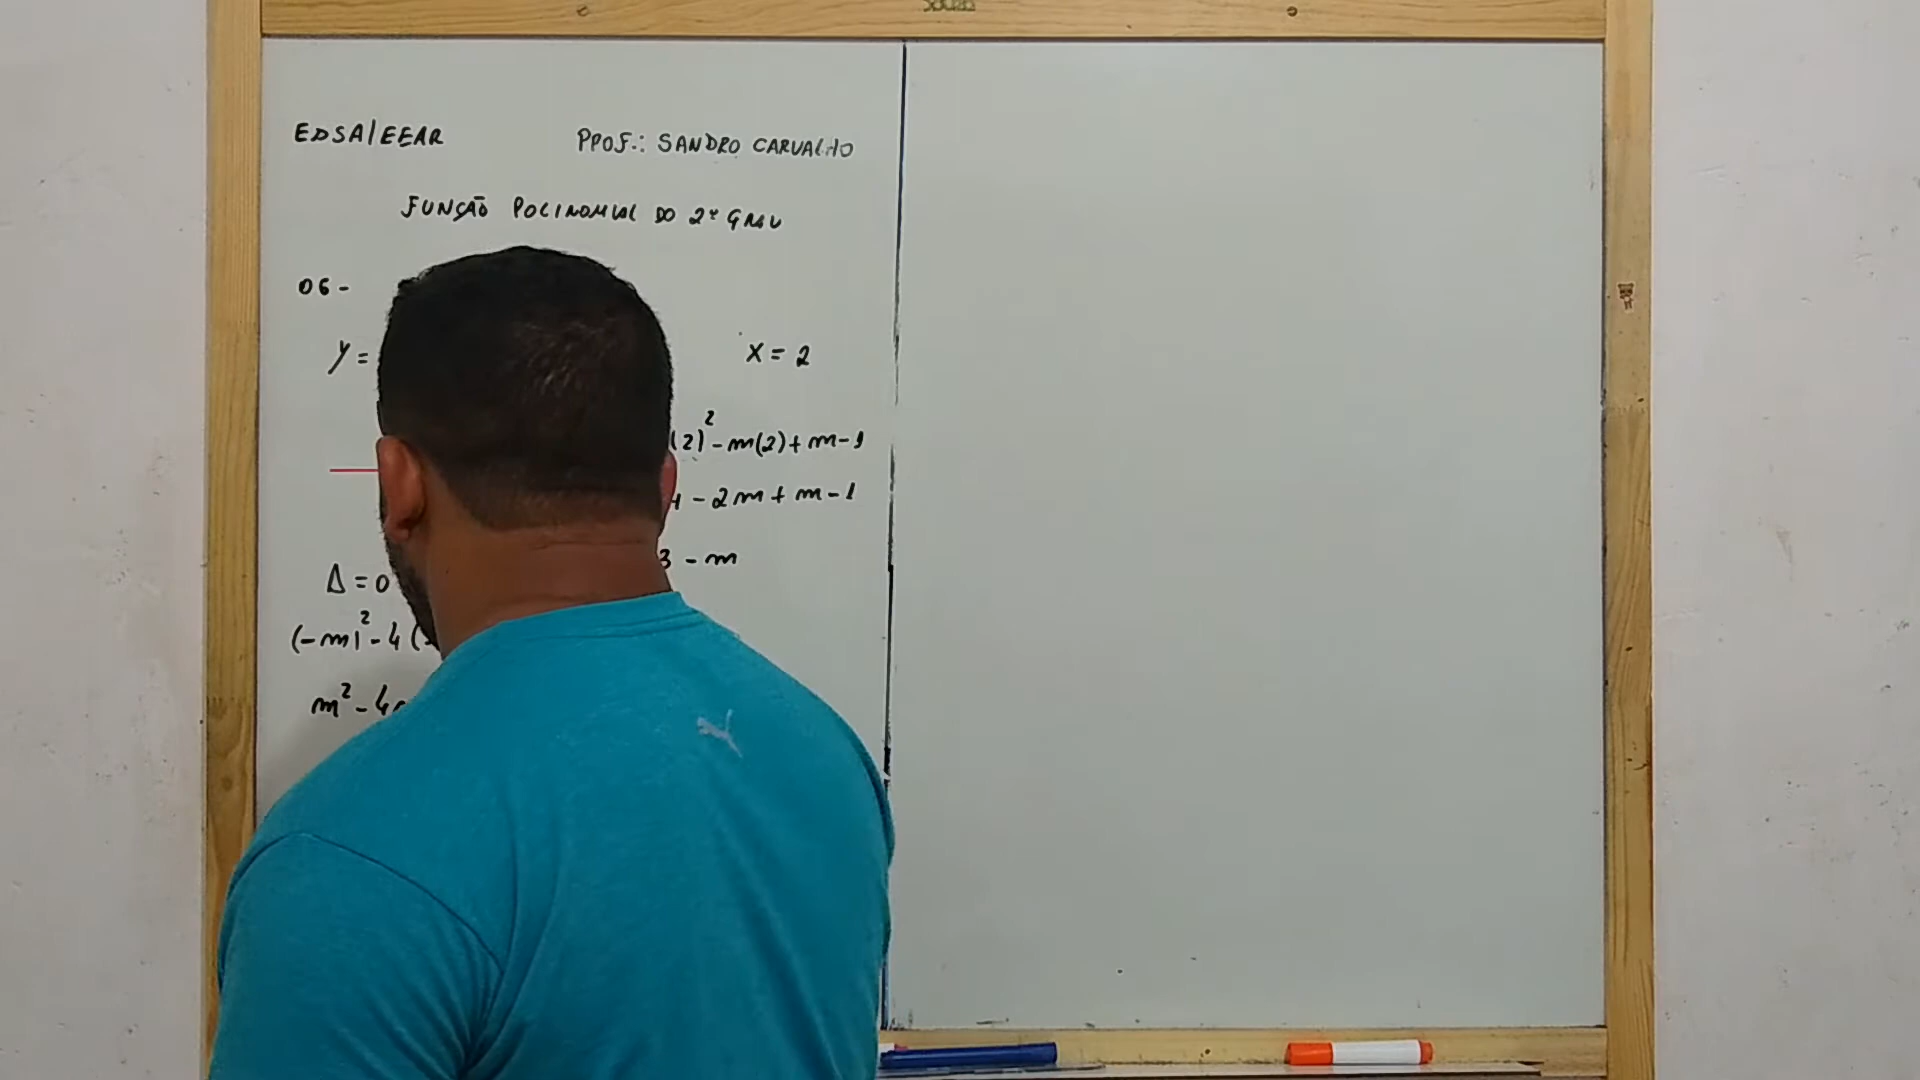 EDSA/EEAR PROF.: SANDRO CARVALHO
FUNÇÃO POLINOMIAL DO 2º GRAU
06-
y = x = 2
(2)² - m(2) + m - 1
4 - 2m + m - 1
3 - m
Δ = 0
(-m)² - 4 (
m² - 4